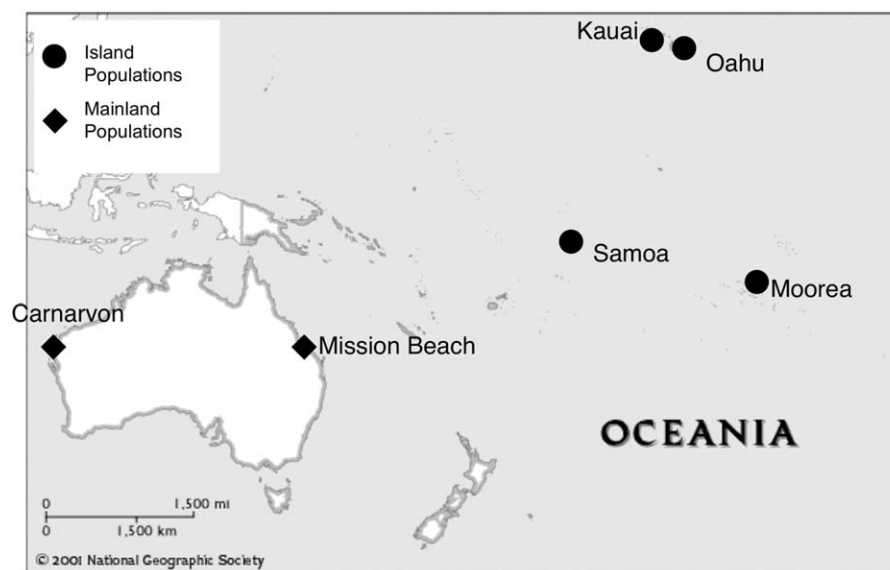 Kauai
Oahu
Island
Populations
Mainland
Populations
Samoa
Moorea
Carnarvon
Mission Beach
OCEANIA
0 1,500 mi
0 1,500 km
© 2001 National Geographic Society